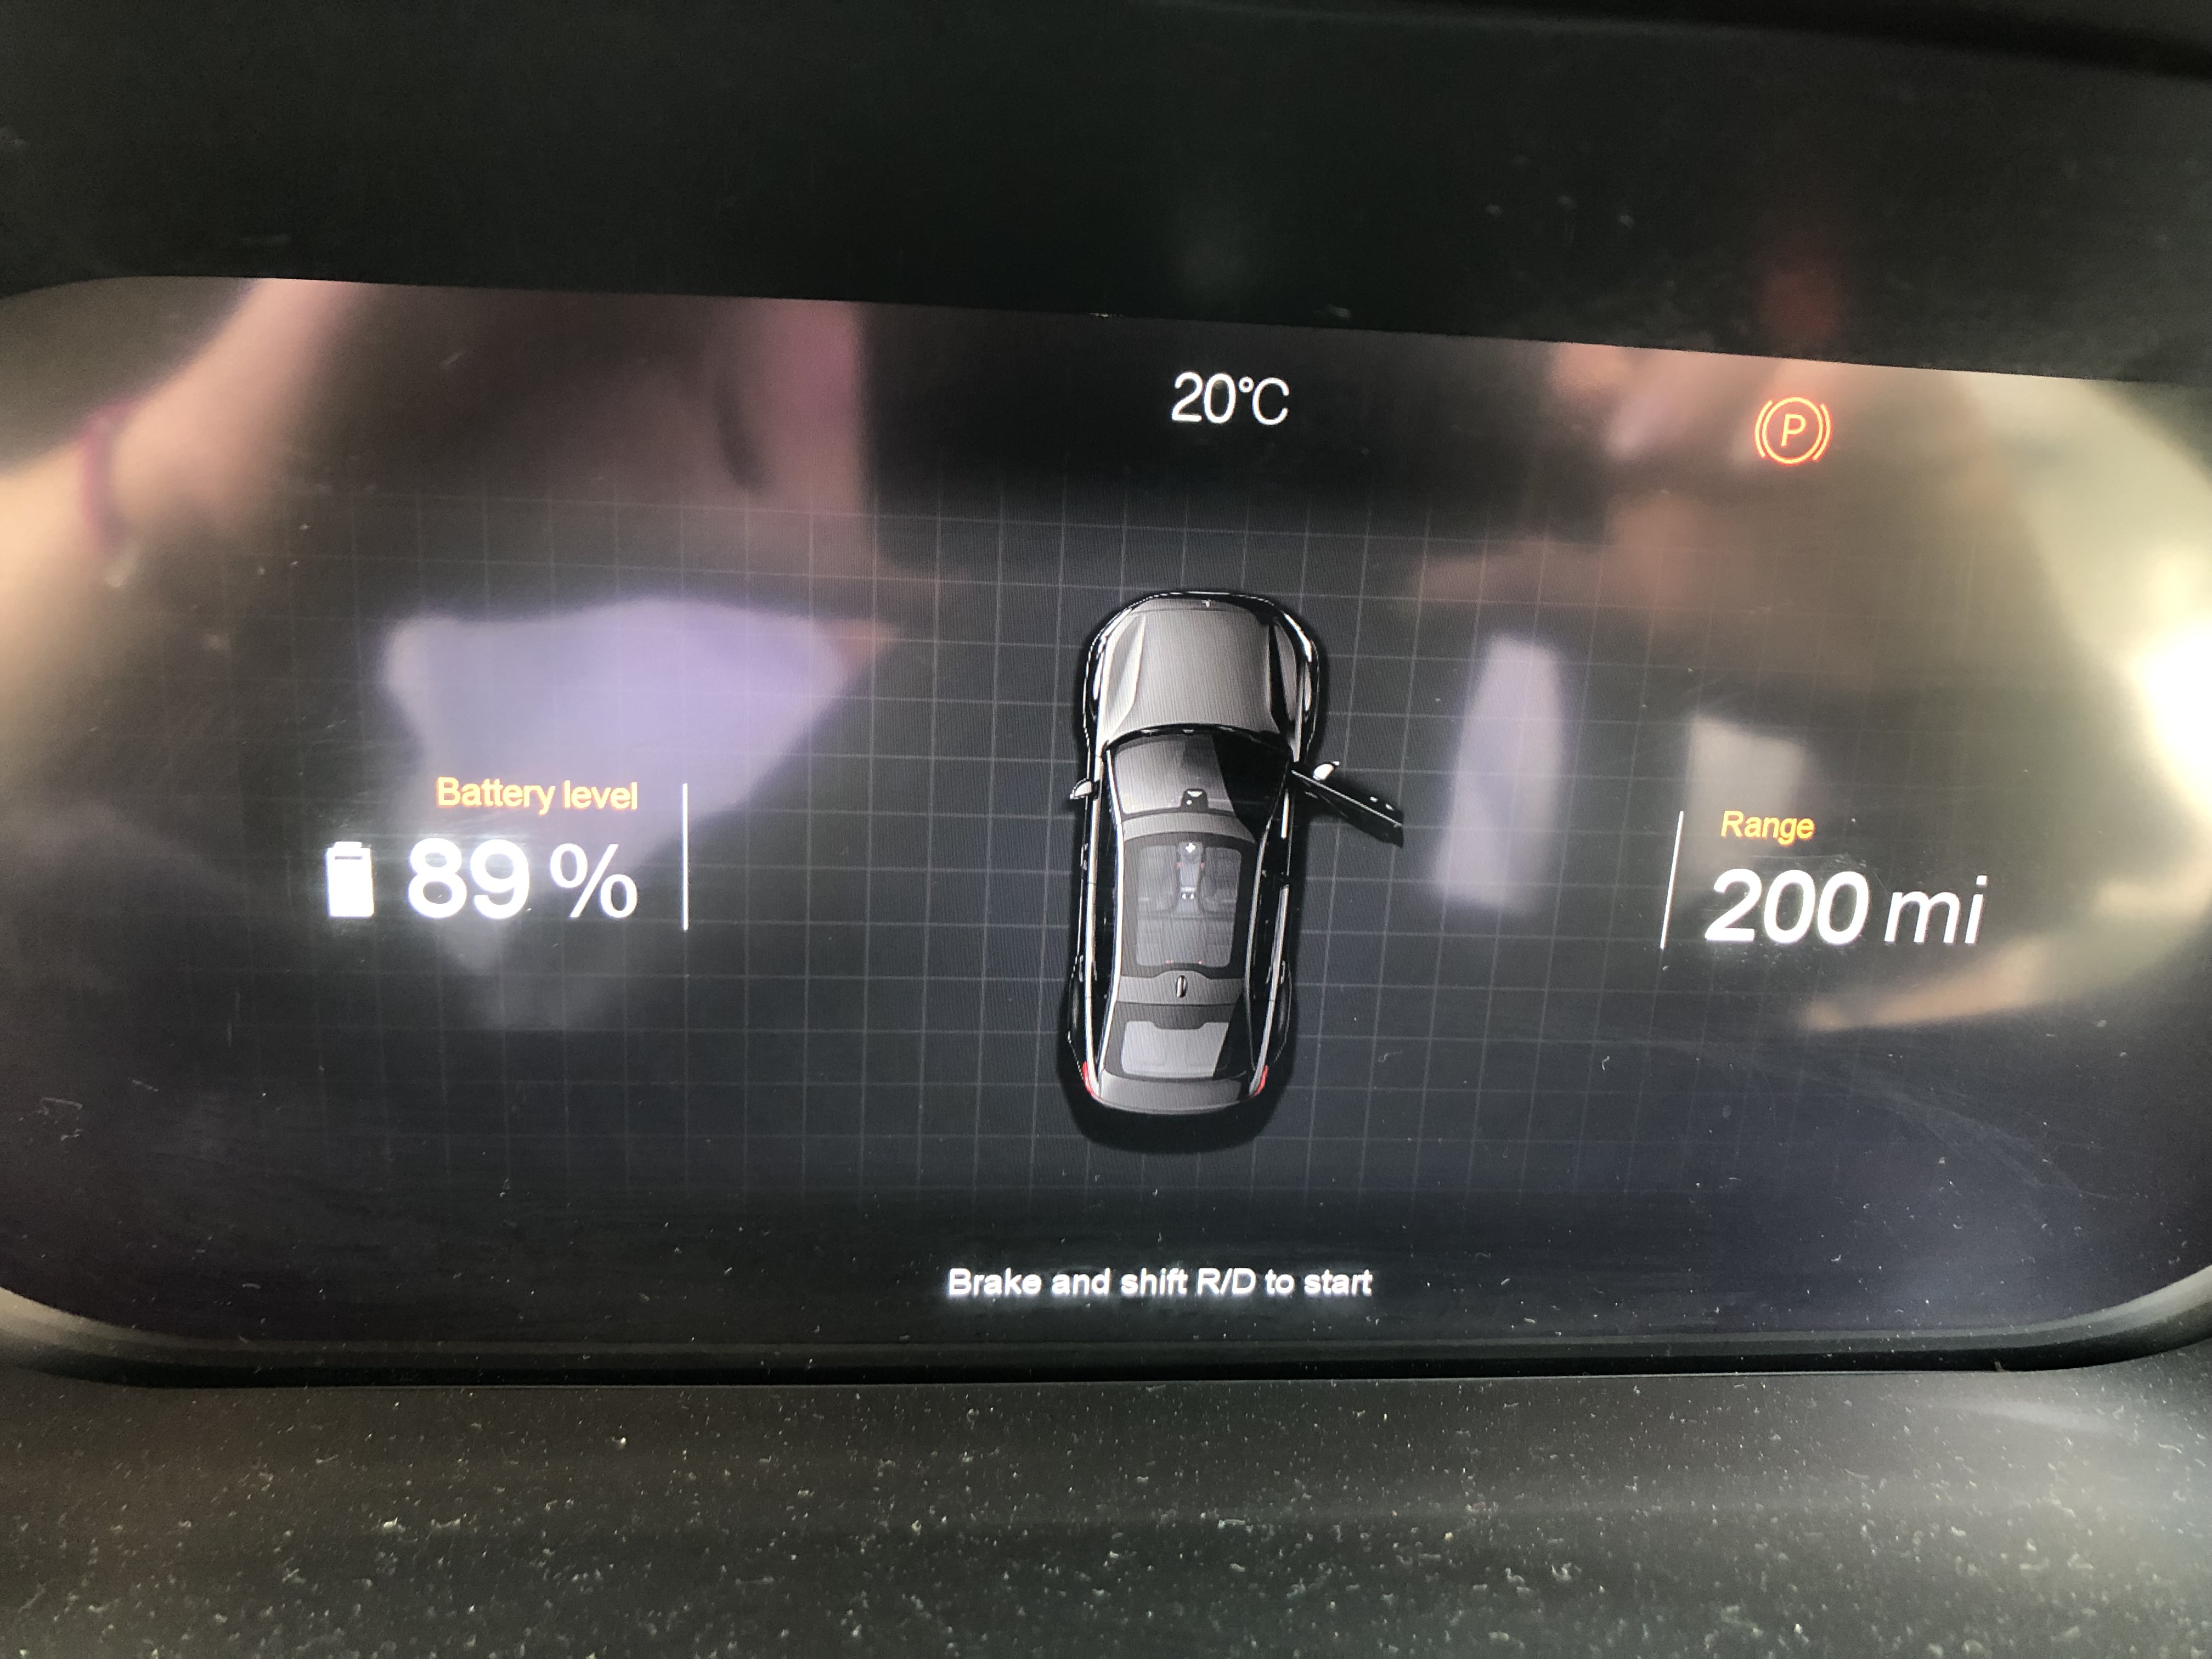 20°C
P
Battery level
89 %
Range
200 mi
Brake and shift R/D to start